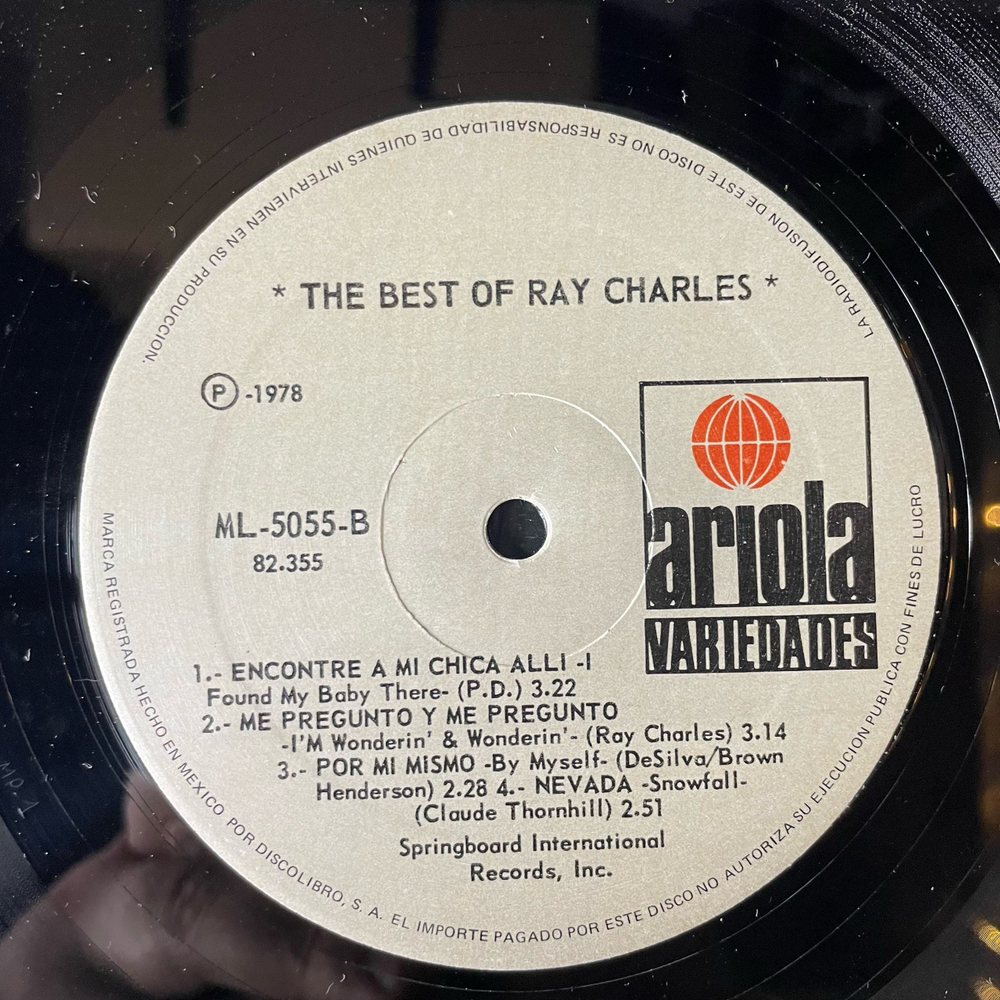 * THE BEST OF RAY CHARLES *
Ⓟ-1978
ML-5055-B
82.355
ariola
VARIEDADES
1.- ENCONTRE A MI CHICA ALLI -I
Found My Baby There- (P.D.) 3.22
2.- ME PREGUNTO Y ME PREGUNTO
-I'M Wonderin' & Wonderin'- (Ray Charles) 3.14
3.- POR MI MISMO -By Myself- (DeSilva/Brown
Henderson) 2.28 4.- NEVADA -Snowfall-
(Claude Thornhill) 2.51
Springboard International
Records, Inc.
MARCA REGISTRADA HECHO EN MEXICO POR DISCOLIBRO, S. A. EL IMPORTE PAGADO POR ESTE DISCO NO AUTORIZA SU EJECUCION PUBLICA CON FINES DE LUCRO
LA RADIODIFUSION DE ESTE DISCO NO ES RESPONSABILIDAD DE QUIENES INTERVIENEN EN SU PRODUCCION.